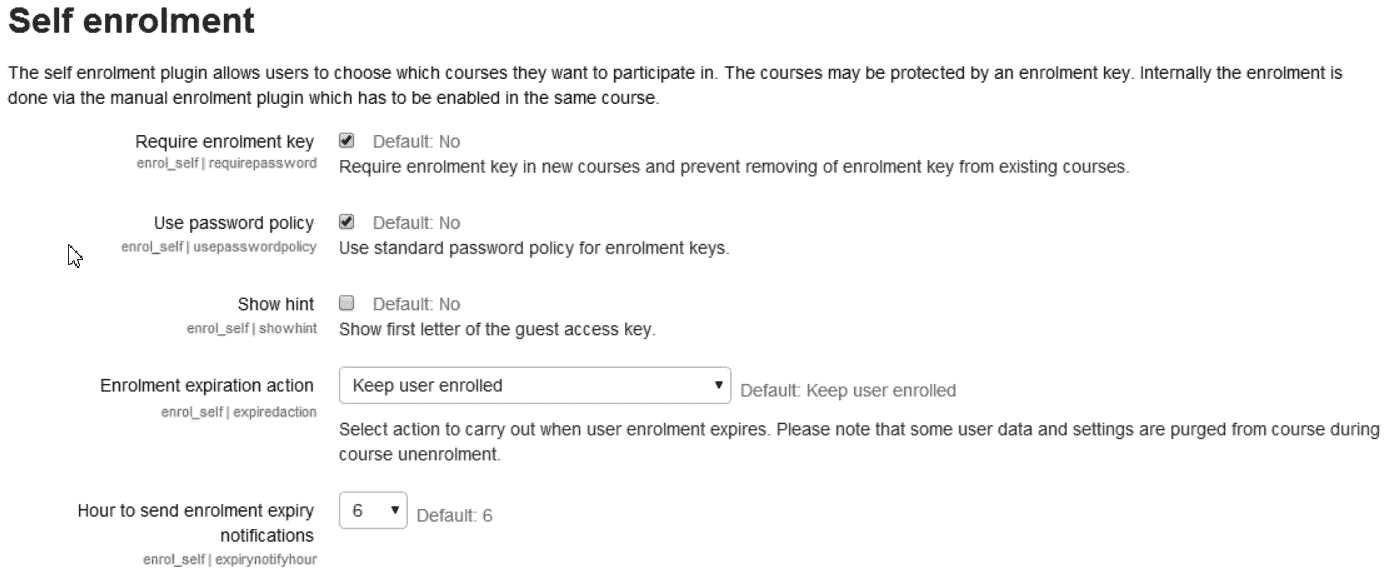 Self enrolment
The self enrolment plugin allows users to choose which courses they want to participate in. The courses may be protected by an enrolment key. Internally the enrolment is
done via the manual enrolment plugin which has to be enabled in the same course.
Require enrolment key Default: No
enrol_self | requirepassword Require enrolment key in new courses and prevent removing of enrolment key from existing courses.
Use password policy Default: No
enrol_self | usepasswordpolicy Use standard password policy for enrolment keys.
Show hint Default: No
enrol_self | showhint Show first letter of the guest access key.
Enrolment expiration action Keep user enrolled Default: Keep user enrolled
enrol_self | expiredaction
Select action to carry out when user enrolment expires. Please note that some user data and settings are purged from course during
course unenrolment.
Hour to send enrolment expiry 6 Default: 6
notifications
enrol_self | expirynotifyhour